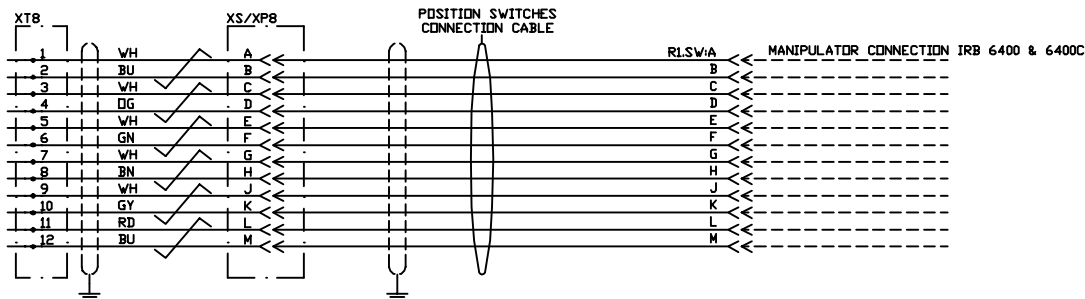 POSITION SWITCHES
CONNECTION CABLE
XT8 XS/XP8
1 WH A R1.SW:A MANIPULATOR CONNECTION IRB 6400 & 6400C
2 BU B B
3 WH C C
4 OG D D
5 WH E E
6 GN F F
7 WH G G
8 BN H H
9 WH J J
10 GY K K
11 RD L L
12 BU M M